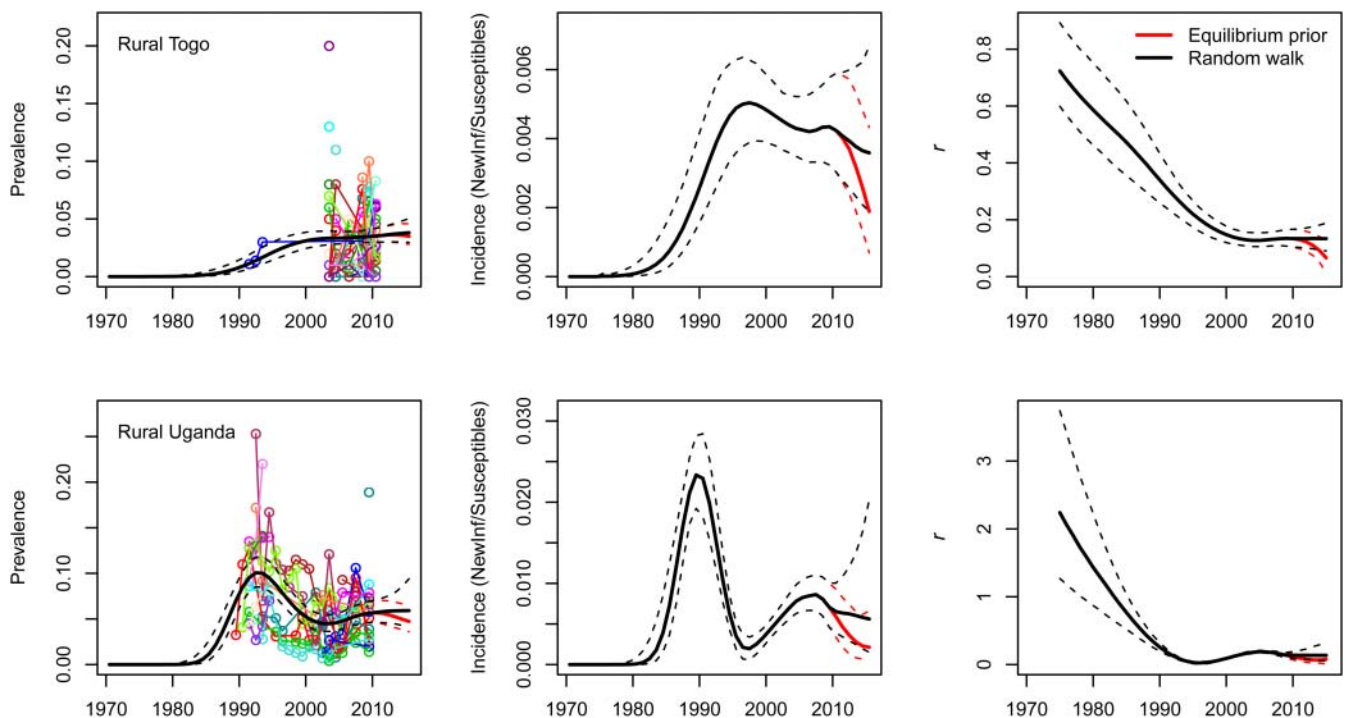 Rural Togo
Prevalence
0.00 0.05 0.10 0.15 0.20
1970 1980 1990 2000 2010
Incidence (NewInf/Susceptibles)
0.000 0.002 0.004 0.006
1970 1980 1990 2000 2010
Equilibrium prior
Random walk
r
0.0 0.2 0.4 0.6 0.8
1970 1980 1990 2000 2010
Rural Uganda
Prevalence
0.00 0.05 0.10 0.20
1970 1980 1990 2000 2010
Incidence (NewInf/Susceptibles)
0.000 0.010 0.020 0.030
1970 1980 1990 2000 2010
r
0 1 2 3
1970 1980 1990 2000 2010